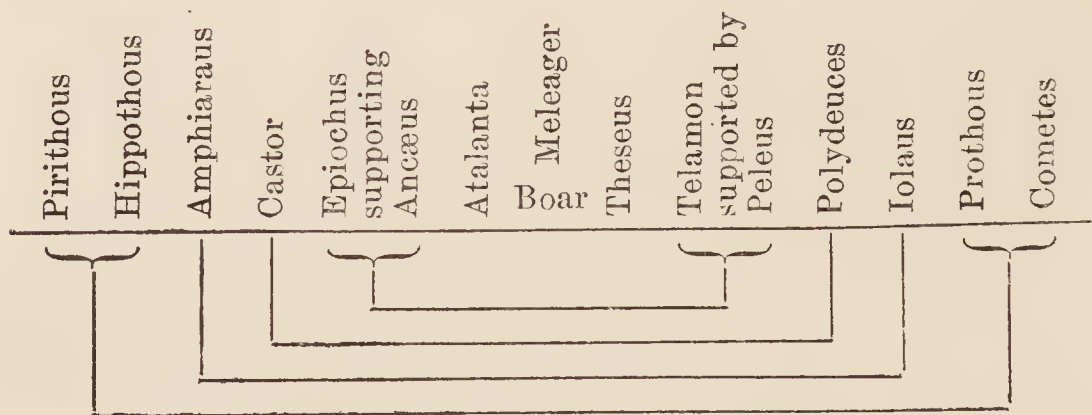 Pirithous
Hippothous
Amphiaraus
Castor
Epiochus
supporting
Ancæus
Atalanta
Meleager
Boar
Theseus
Telamon
supported by
Peleus
Polydeuces
Iolaus
Prothous
Cometes